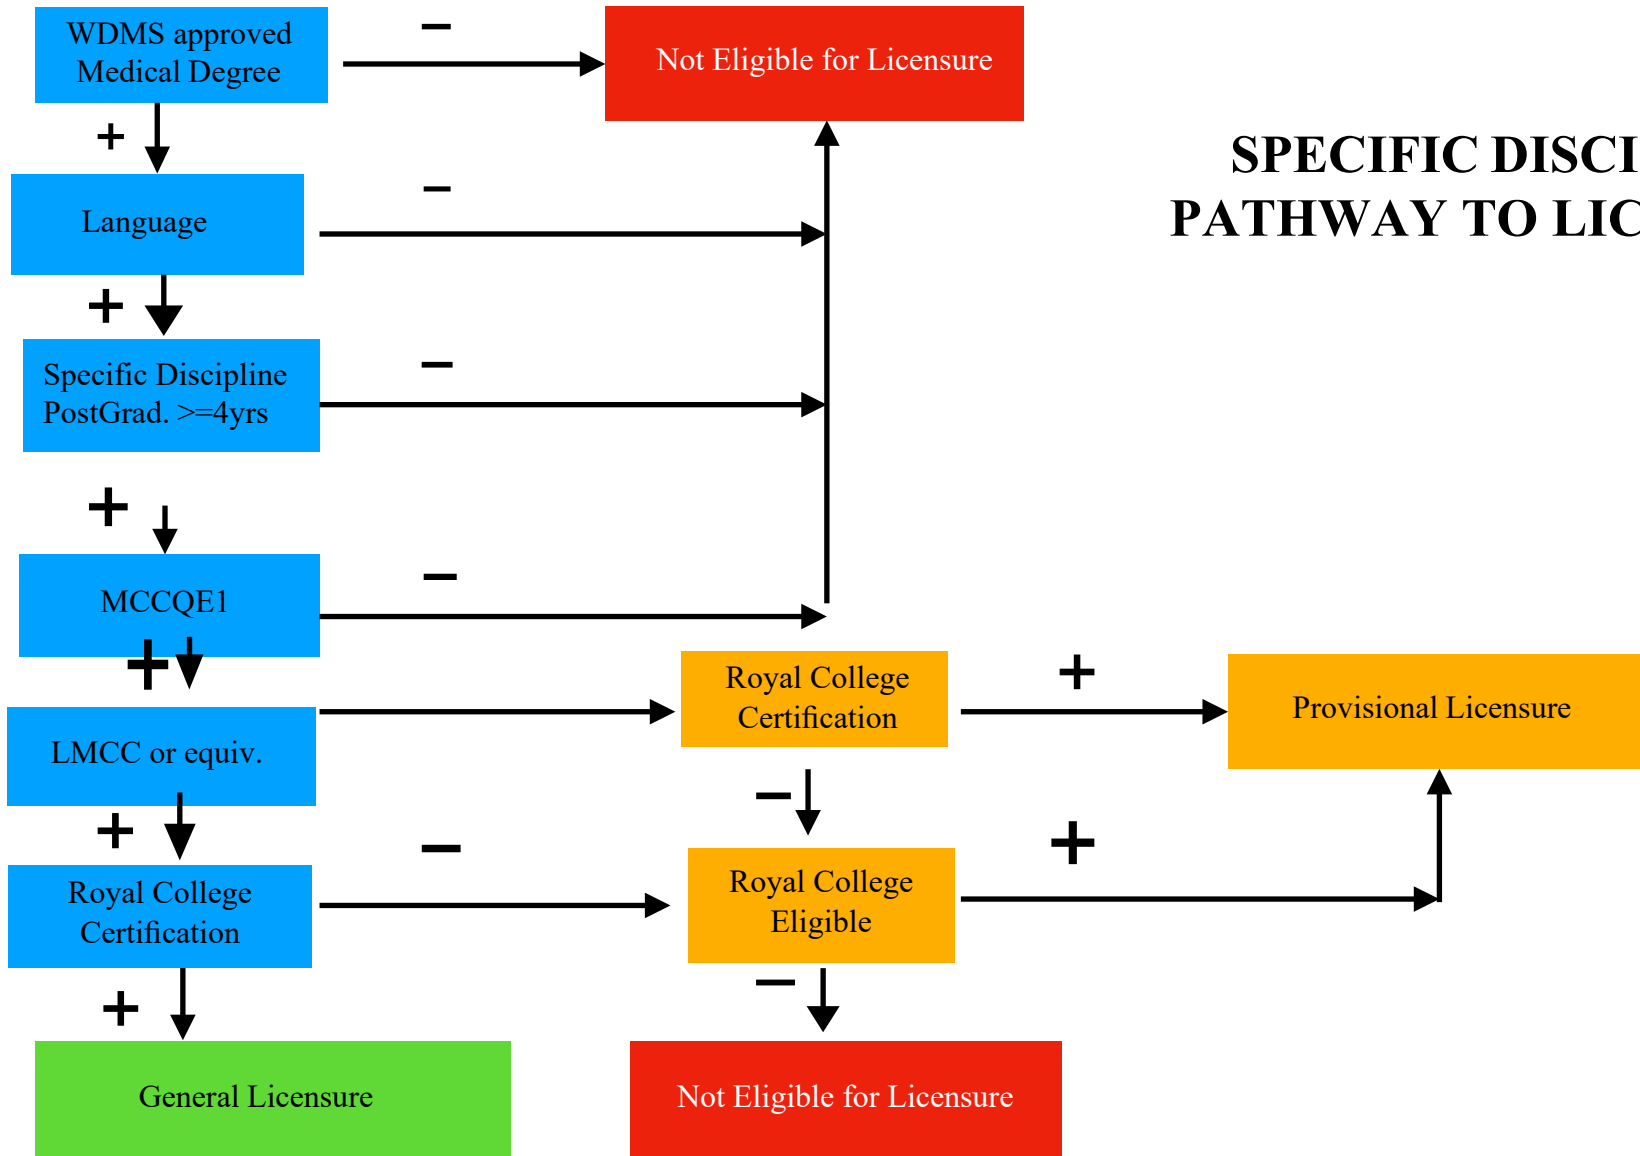 WDMS approved
Medical Degree
−
Not Eligible for Licensure
+
SPECIFIC DISCI
PATHWAY TO LIC
Language
−
+
Specific Discipline
PostGrad. >=4yrs
−
+
MCCQE1
−
+
LMCC or equiv.
Royal College
Certification
+
Provisional Licensure
−
+
Royal College
Certification
−
Royal College
Eligible
+
+
−
General Licensure
Not Eligible for Licensure